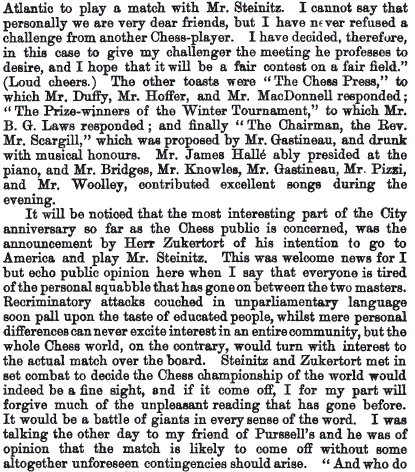 Atlantic to play a match with Mr. Steinitz. I cannot say that
personally we are very dear friends, but I have never refused a
challenge from another Chess-player. I have decided, therefore,
in this case to give my challenger the meeting he professes to
desire, and I hope that it will be a fair contest on a fair field."
(Loud cheers.) The other toasts were "The Chess Press," to
which Mr. Duffy, Mr. Hoffer, and Mr. MacDonnell responded;
"The Prize-winners of the Winter Tournament," to which Mr.
B. G. Laws responded; and finally "The Chairman, the Rev.
Mr. Scargill," which was proposed by Mr. Gastineau, and drunk
with musical honours. Mr. James Hallé ably presided at the
piano, and Mr. Bridges, Mr. Knowles, Mr. Gastineau, Mr. Pizzi,
and Mr. Woolley, contributed excellent songs during the
evening.
It will be noticed that the most interesting part of the City
anniversary so far as the Chess public is concerned, was the
announcement by Herr Zukertort of his intention to go to
America and play Mr. Steinitz. This was welcome news for I
but echo public opinion here when I say that everyone is tired
of the personal squabble that has gone on between the two masters.
Recriminatory attacks couched in unparliamentary language
soon pall upon the taste of educated people, whilst mere personal
differences can never excite interest in an entire community, but the
whole Chess world, on the contrary, would turn with interest to
the actual match over the board. Steinitz and Zukertort met in
set combat to decide the Chess championship of the world would
indeed be a fine sight, and if it come off, I for my part will
forgive much of the unpleasant reading that has gone before.
It would be a battle of giants in every sense of the word. I was
talking the other day to my friend of Purssell's and he was of
opinion that the match is likely to come off without some
altogether unforeseen contingencies should arise. "And who do